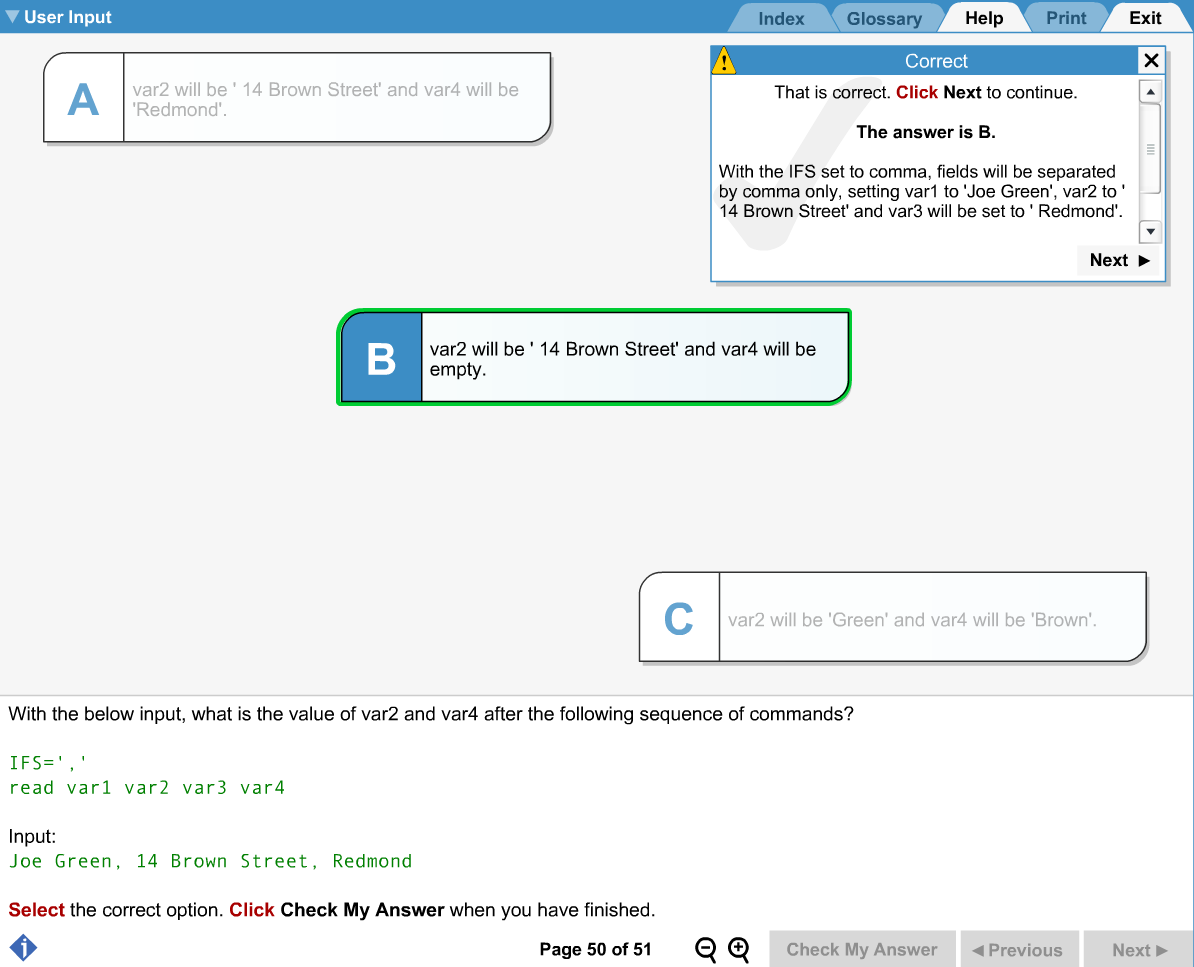 User Input
Index
Glossary
Help
Print
Exit
A
var2 will be ' 14 Brown Street' and var4 will be
'Redmond'.
Correct
That is correct. Click Next to continue.
The answer is B.
With the IFS set to comma, fields will be separated
by comma only, setting var1 to 'Joe Green', var2 to '
14 Brown Street' and var3 will be set to ' Redmond'.
Next
B
var2 will be ' 14 Brown Street' and var4 will be
empty.
C
var2 will be 'Green' and var4 will be 'Brown'.
With the below input, what is the value of var2 and var4 after the following sequence of commands?
IFS=','
read var1 var2 var3 var4
Input:
Joe Green, 14 Brown Street, Redmond
Select the correct option. Click Check My Answer when you have finished.
Page 50 of 51
Check My Answer
Previous
Next